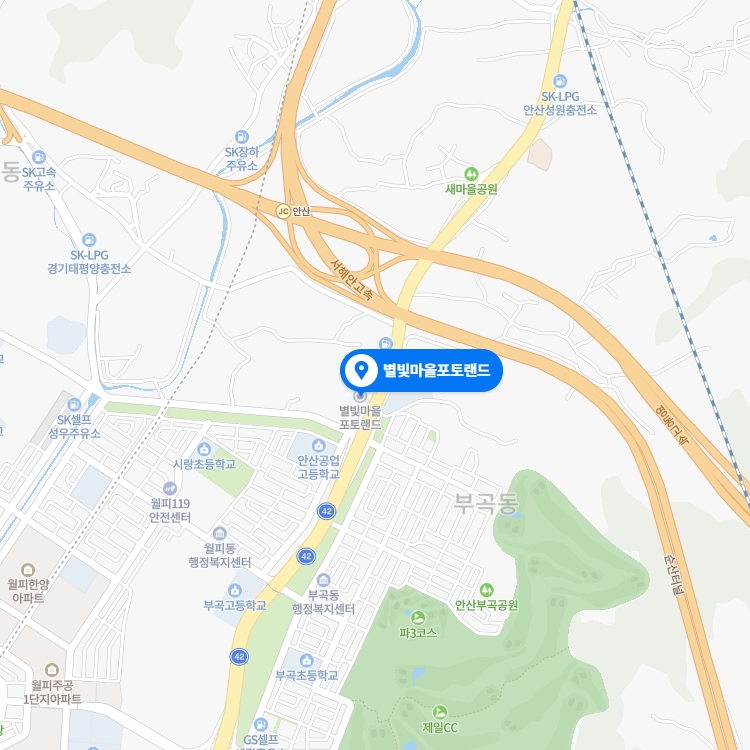 SK-LPG
안산성원충전소
SK장하
주유소
동
SK고속
주유소
새마을공원
JC 안산
SK-LPG
경기태평양충전소
서해안고속
별빛마을포토랜드
별빛마을
포토랜드
SK셀프
성우주유소
영동고속
시랑초등학교
안산공업
고등학교
월피119
안전센터
부곡동
42
월피동
행정복지센터
42
월피한양
아파트
부곡동
행정복지센터
부곡고등학교
안산부곡공원
순산터널
파3코스
42
부곡초등학교
월피주공
1단지아파트
제일CC
GS셀프